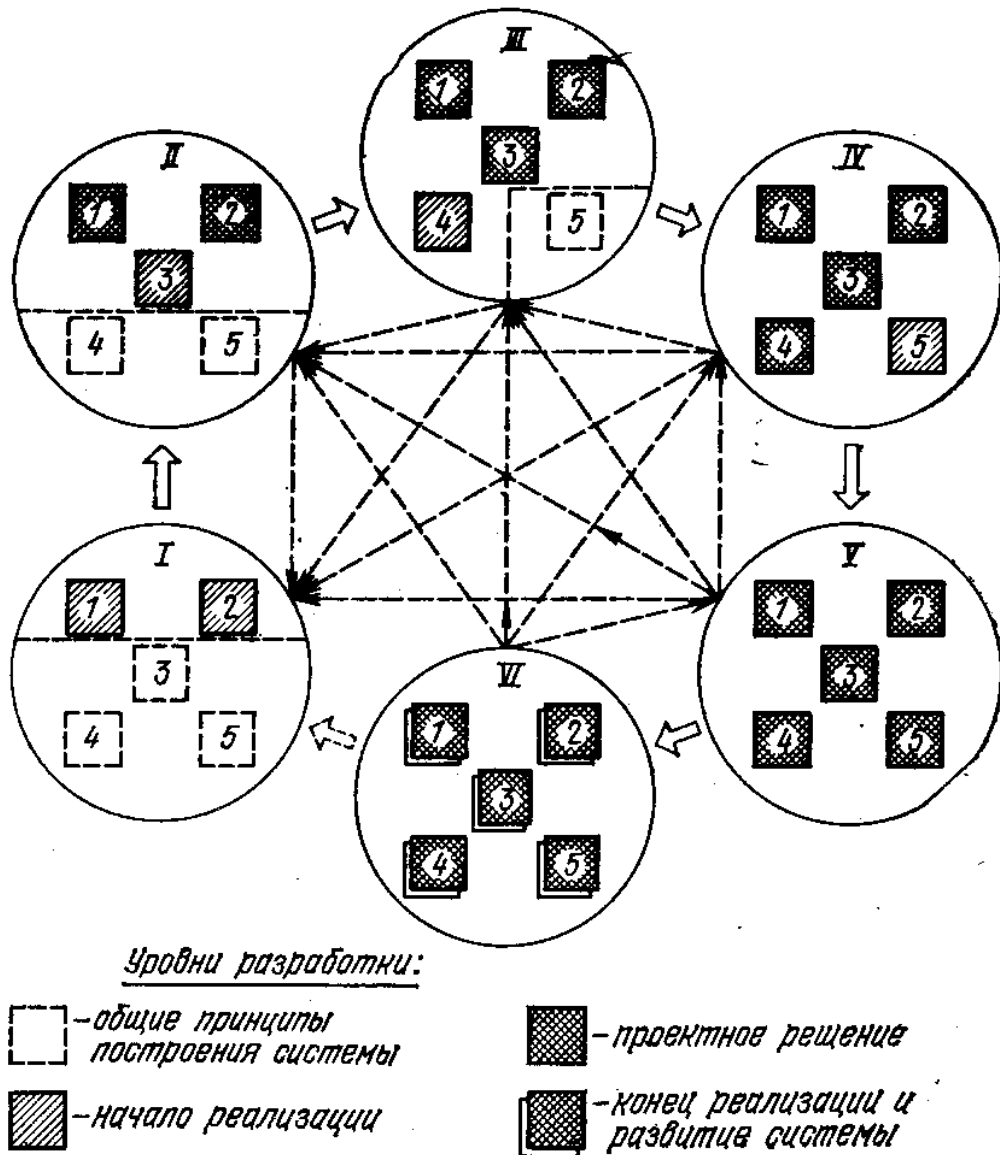 III
1 2
3
4 5
II
1 2
3
4 5
IV
1 2
3
4 5
I
1 2
3
4 5
V
1 2
3
4 5
VI
1 2
3
4 5
Уровни разработки:
-общие принципы
построения системы
-проектное решение
-начало реализации
-конец реализации и
развитие системы